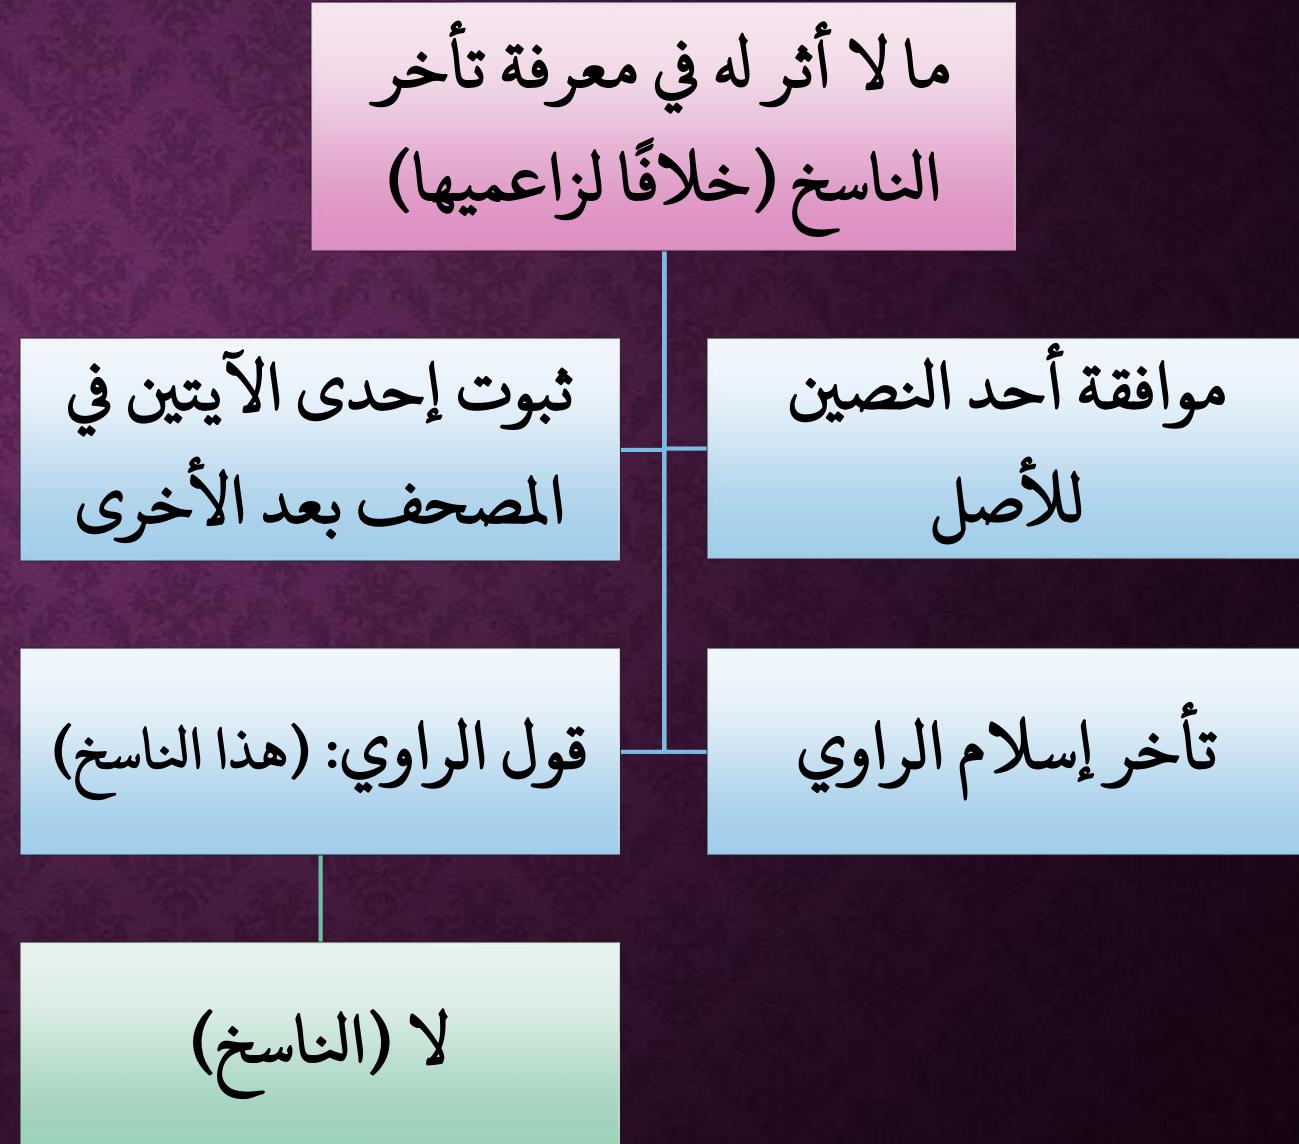 ما لا أثر له في معرفة تأخر
الناسخ (خلافًا لزاعميها)
موافقة أحد النصين
للأصل
ثبوت إحدى الآيتين في
المصحف بعد الأخرى
تأخر إسلام الراوي
قول الراوي: (هذا الناسخ)
لا (الناسخ)